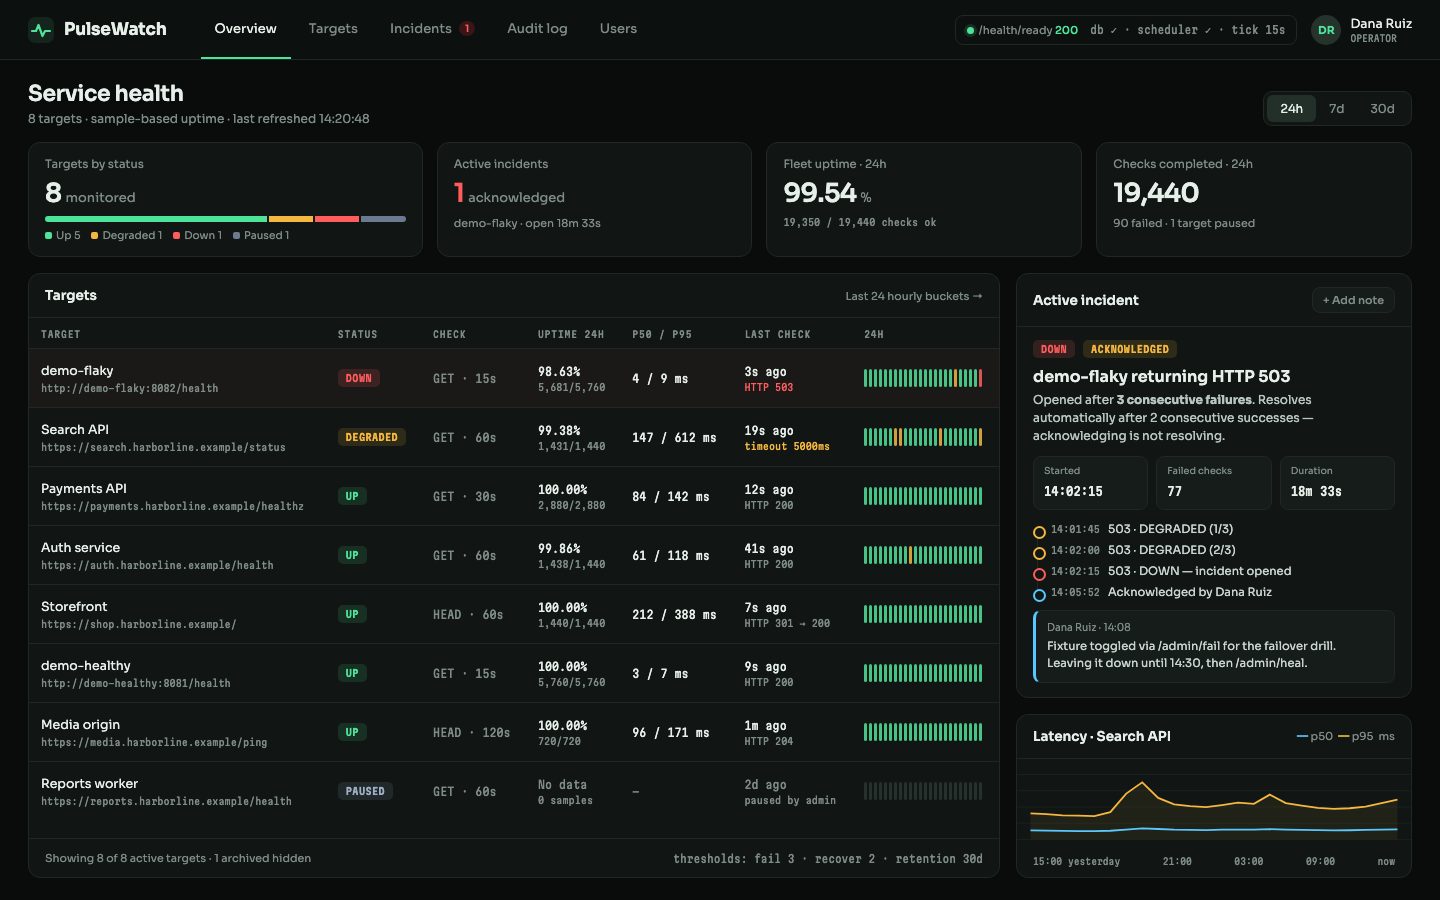 PulseWatch
Overview Targets Incidents 1 Audit log Users
/health/ready 200 db ✓ · scheduler ✓ · tick 15s
DR Dana Ruiz
OPERATOR
Service health
8 targets · sample-based uptime · last refreshed 14:20:48
24h 7d 30d
Targets by status
8 monitored
Up 5 Degraded 1 Down 1 Paused 1
Active incidents
1 acknowledged
demo-flaky · open 18m 33s
Fleet uptime · 24h
99.54 %
19,350 / 19,440 checks ok
Checks completed · 24h
19,440
90 failed · 1 target paused
Targets Last 24 hourly buckets →
TARGET STATUS CHECK UPTIME 24H P50 / P95 LAST CHECK 24H
demo-flaky DOWN GET · 15s 98.63% 4 / 9 ms 3s ago
http://demo-flaky:8082/health 5,681/5,760 HTTP 503
Search API DEGRADED GET · 60s 99.38% 147 / 612 ms 19s ago
https://search.harborline.example/status 1,431/1,440 timeout 5000ms
Payments API UP GET · 30s 100.00% 84 / 142 ms 12s ago
https://payments.harborline.example/healthz 2,880/2,880 HTTP 200
Auth service UP GET · 60s 99.86% 61 / 118 ms 41s ago
https://auth.harborline.example/health 1,438/1,440 HTTP 200
Storefront UP HEAD · 60s 100.00% 212 / 388 ms 7s ago
https://shop.harborline.example/ 1,440/1,440 HTTP 301 → 200
demo-healthy UP GET · 15s 100.00% 3 / 7 ms 9s ago
http://demo-healthy:8081/health 5,760/5,760 HTTP 200
Media origin UP HEAD · 120s 100.00% 96 / 171 ms 1m ago
https://media.harborline.example/ping 720/720 HTTP 204
Reports worker PAUSED GET · 60s No data — 2d ago
https://reports.harborline.example/health 0 samples paused by admin
Showing 8 of 8 active targets · 1 archived hidden thresholds: fail 3 · recover 2 · retention 30d
Active incident + Add note
DOWN ACKNOWLEDGED
demo-flaky returning HTTP 503
Opened after 3 consecutive failures. Resolves
automatically after 2 consecutive successes —
acknowledging is not resolving.
Started Failed checks Duration
14:02:15 77 18m 33s
14:01:45 503 · DEGRADED (1/3)
14:02:00 503 · DEGRADED (2/3)
14:02:15 503 · DOWN — incident opened
14:05:52 Acknowledged by Dana Ruiz
Dana Ruiz · 14:08
Fixture toggled via /admin/fail for the failover drill.
Leaving it down until 14:30, then /admin/heal.
Latency · Search API p50 p95 ms
15:00 yesterday 21:00 03:00 09:00 now